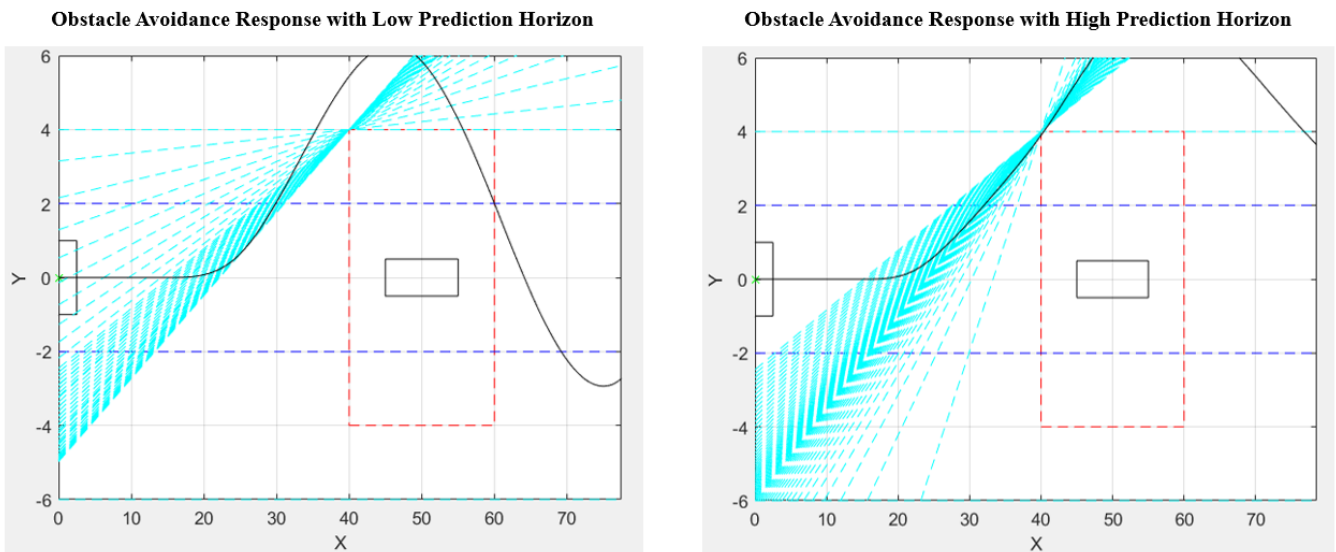 Obstacle Avoidance Response with Low Prediction Horizon
6
4
2
0
-2
-4
-6
Y
0 10 20 30 40 50 60 70
X
Obstacle Avoidance Response with High Prediction Horizon
6
4
2
0
-2
-4
-6
Y
0 10 20 30 40 50 60 70
X